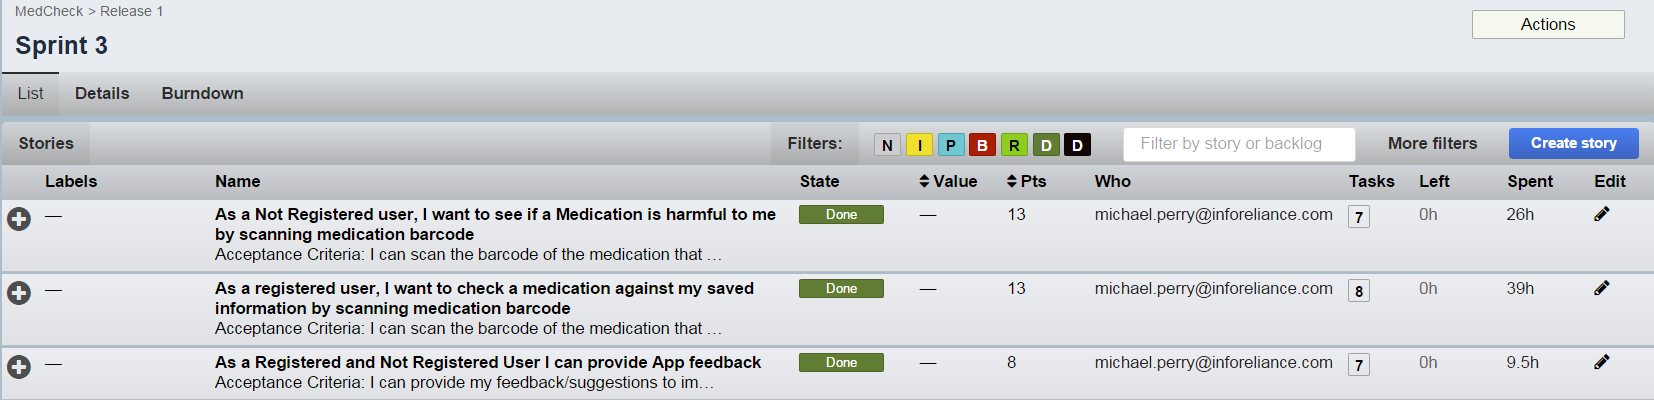 MedCheck > Release 1
Actions
Sprint 3
List Details Burndown
Stories Filters: N I P B R D D Filter by story or backlog More filters Create story
Labels Name State Value Pts Who Tasks Left Spent Edit
— As a Not Registered user, I want to see if a Medication is harmful to me Done — 13 michael.perry@inforeliance.com 7 0h 26h
by scanning medication barcode
Acceptance Criteria: I can scan the barcode of the medication that …
— As a registered user, I want to check a medication against my saved Done — 13 michael.perry@inforeliance.com 8 0h 39h
information by scanning medication barcode
Acceptance Criteria: I can scan the barcode of the medication that …
— As a Registered and Not Registered User I can provide App feedback Done — 8 michael.perry@inforeliance.com 7 0h 9.5h
Acceptance Criteria: I can provide my feedback/suggestions to im…